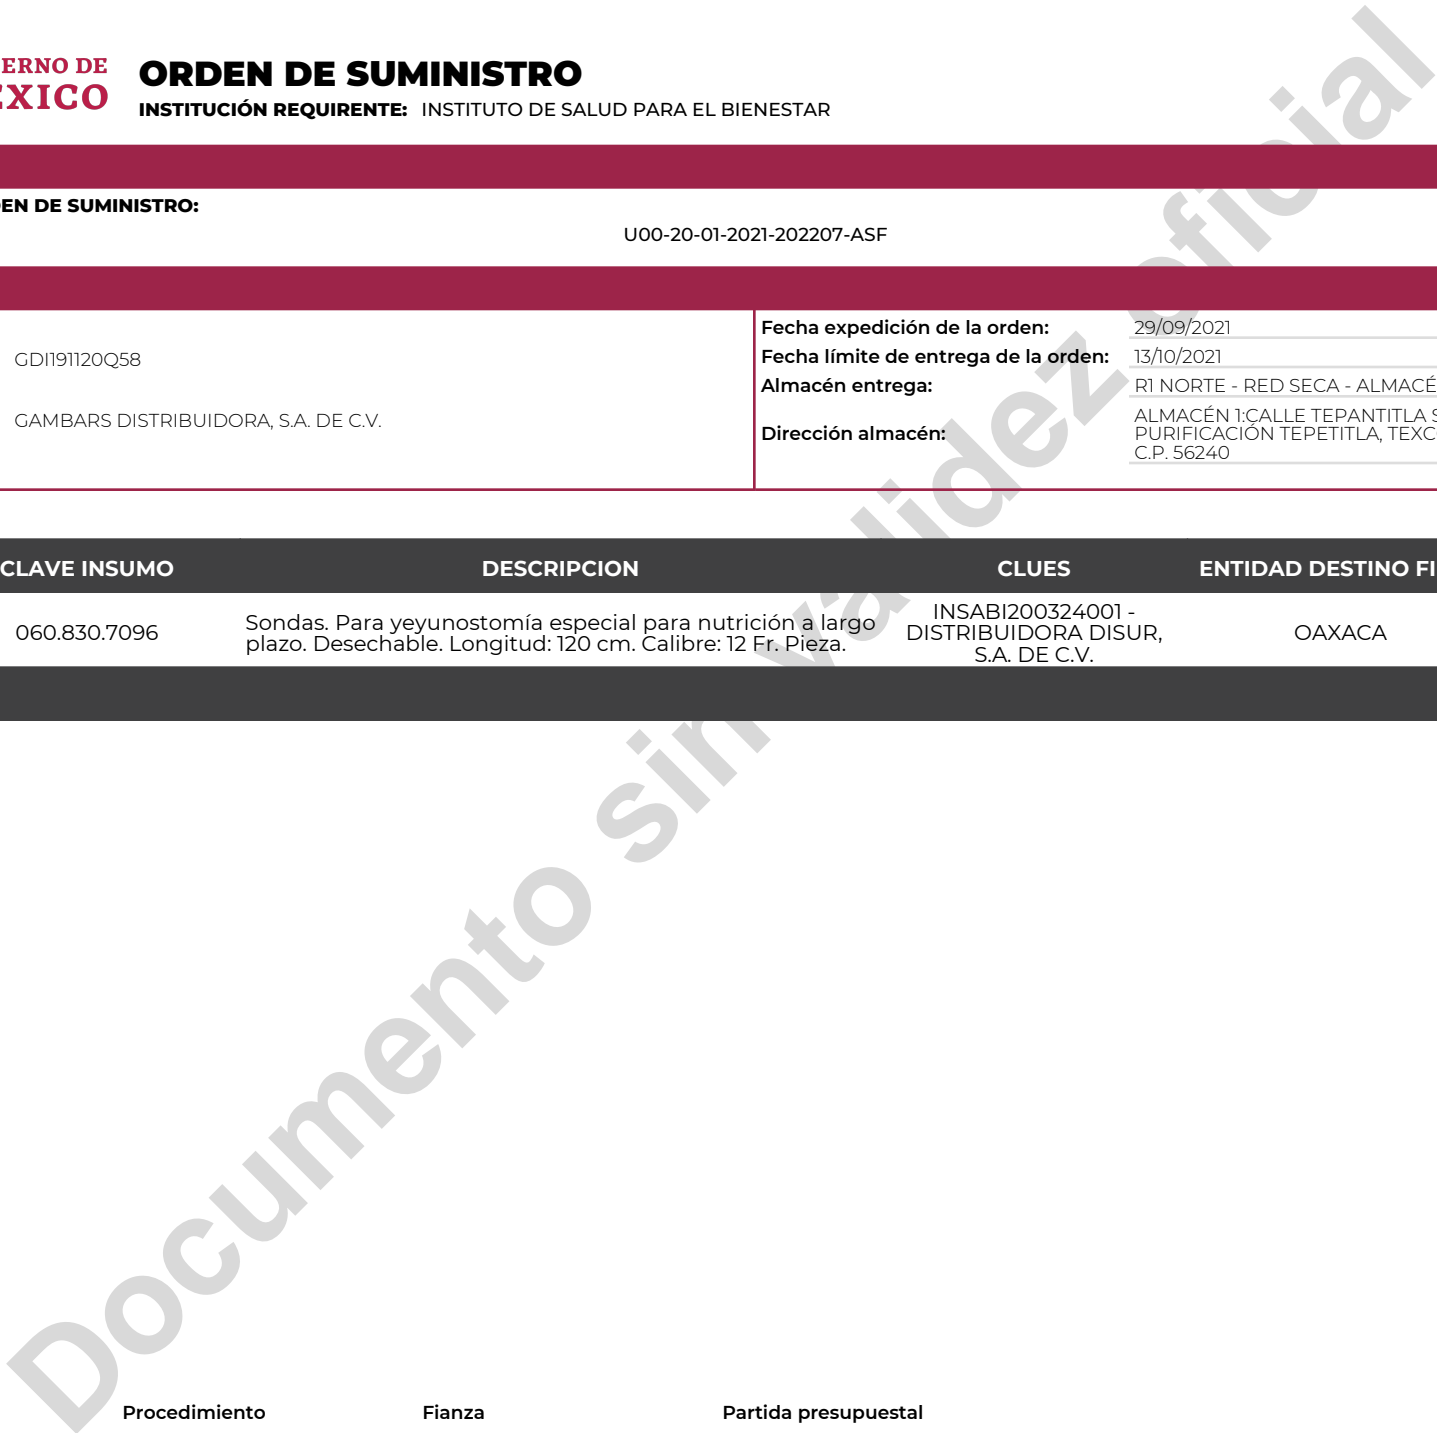 ERNO DE
ÉXICO
ORDEN DE SUMINISTRO
INSTITUCIÓN REQUIRENTE: INSTITUTO DE SALUD PARA EL BIENESTAR
EN DE SUMINISTRO:
U00-20-01-2021-202207-ASF
GDI191120Q58
GAMBARS DISTRIBUIDORA, S.A. DE C.V.
Fecha expedición de la orden: 29/09/2021
Fecha límite de entrega de la orden: 13/10/2021
Almacén entrega: R1 NORTE - RED SECA - ALMACÉ
Dirección almacén: ALMACÉN 1:CALLE TEPANTITLA S
PURIFICACIÓN TEPETITLA, TEXC
C.P. 56240
CLAVE INSUMO DESCRIPCION CLUES ENTIDAD DESTINO FI
060.830.7096
Sondas. Para yeyunostomía especial para nutrición a largo
plazo. Desechable. Longitud: 120 cm. Calibre: 12 Fr. Pieza.
INSABI200324001 -
DISTRIBUIDORA DISUR,
S.A. DE C.V.
OAXACA
Documento sin validez oficial
Procedimiento Fianza Partida presupuestal